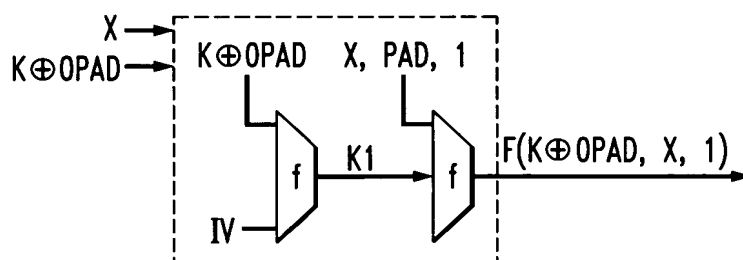 X
K⊕OPAD
K⊕OPAD
X, PAD, 1
f
K1
f
F(K⊕OPAD, X, 1)
IV